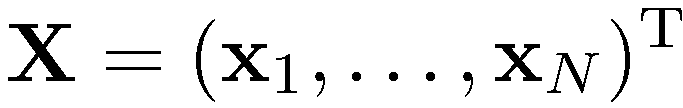 𝐗 = (𝐱₁, . . . , 𝐱_N)ᵀ